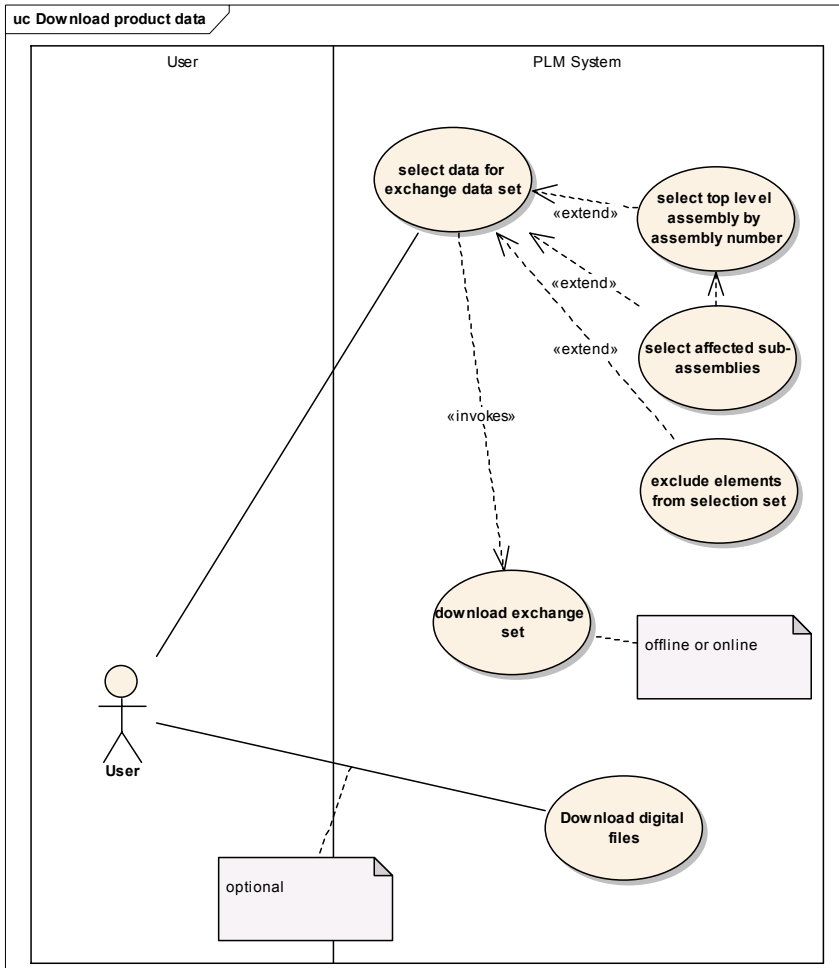 uc Download product data
User
PLM System
select data for
exchange data set
select top level
assembly by
assembly number
«extend»
«extend»
select affected sub-
assemblies
«extend»
«invokes»
exclude elements
from selection set
download exchange
set
offline or online
User
Download digital
files
optional